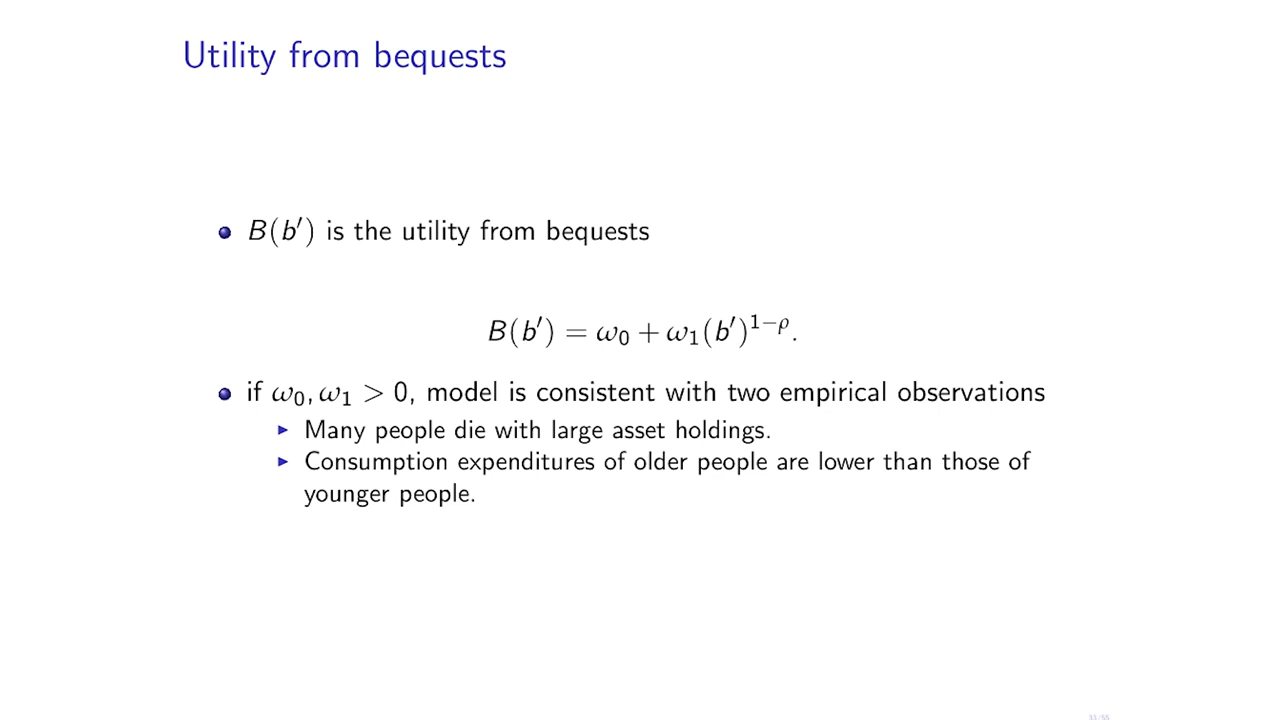 Utility from bequests
B(b′) is the utility from bequests
B(b′) = ω₀ + ω₁(b′)¹⁻ᵖ.
if ω₀, ω₁ > 0, model is consistent with two empirical observations
Many people die with large asset holdings.
Consumption expenditures of older people are lower than those of
younger people.